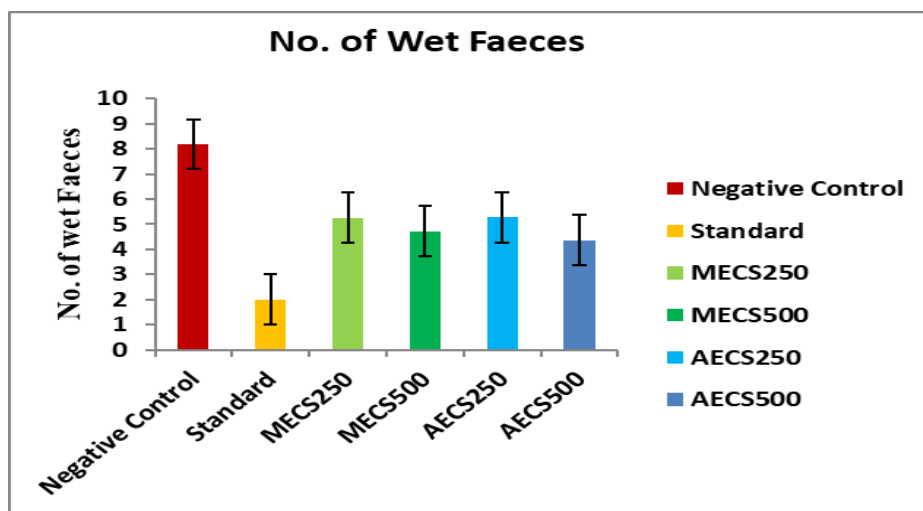 No. of Wet Faeces
No. of wet Faeces
10
9
8
7
6
5
4
3
2
1
0
Negative Control
Standard
MECS250
MECS500
AECS250
AECS500
Negative Control
Standard
MECS250
MECS500
AECS250
AECS500